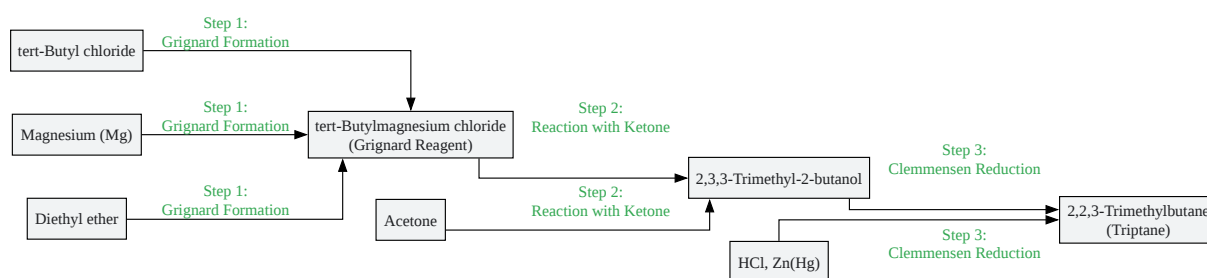 Step 1:
Grignard Formation
tert-Butyl chloride
Step 1:
Grignard Formation
Magnesium (Mg)
tert-Butylmagnesium chloride
(Grignard Reagent)
Step 2:
Reaction with Ketone
Step 1:
Grignard Formation
Diethyl ether
Acetone
Step 2:
Reaction with Ketone
2,3,3-Trimethyl-2-butanol
Step 3:
Clemmensen Reduction
HCl, Zn(Hg)
Step 3:
Clemmensen Reduction
2,2,3-Trimethylbutane
(Triptane)